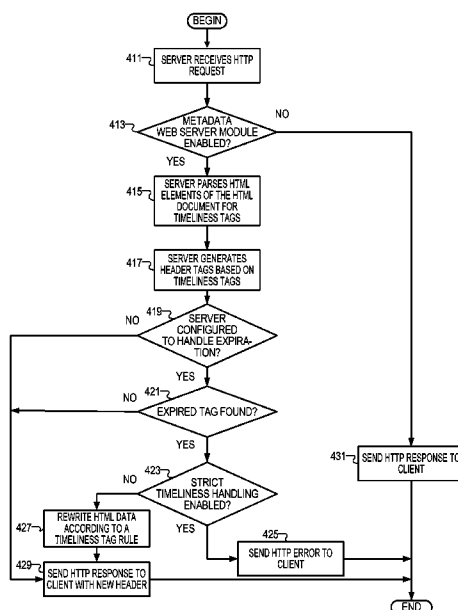 BEGIN
411
SERVER RECEIVES HTTP
REQUEST
413
METADATA
WEB SERVER MODULE
ENABLED?
NO
YES
415
SERVER PARSES HTML
ELEMENTS OF THE HTML
DOCUMENT FOR
TIMELINESS TAGS
417
SERVER GENERATES
HEADER TAGS BASED ON
TIMELINESS TAGS
419
SERVER
CONFIGURED
TO HANDLE EXPIRA-
TION?
NO
YES
421
EXPIRED TAG FOUND?
NO
YES
423
STRICT
TIMELINESS HANDLING
ENABLED?
NO
YES
431
SEND HTTP RESPONSE TO
CLIENT
427
REWRITE HTML DATA
ACCORDING TO A
TIMELINESS TAG RULE
425
SEND HTTP ERROR TO
CLIENT
429
SEND HTTP RESPONSE TO
CLIENT WITH NEW HEADER
END